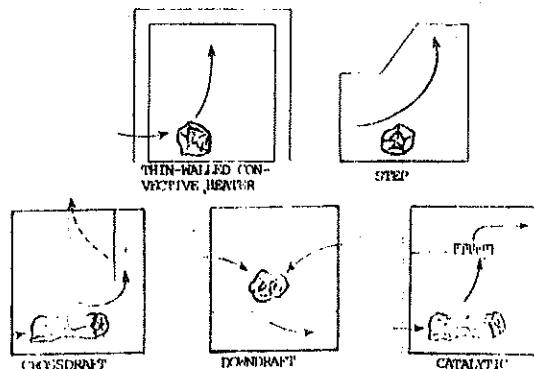 THIN-WALLED CON-
VECTIVE HEATER
STEP
CROSSDRAFT
DOWNDRAFT
CATALYTIC